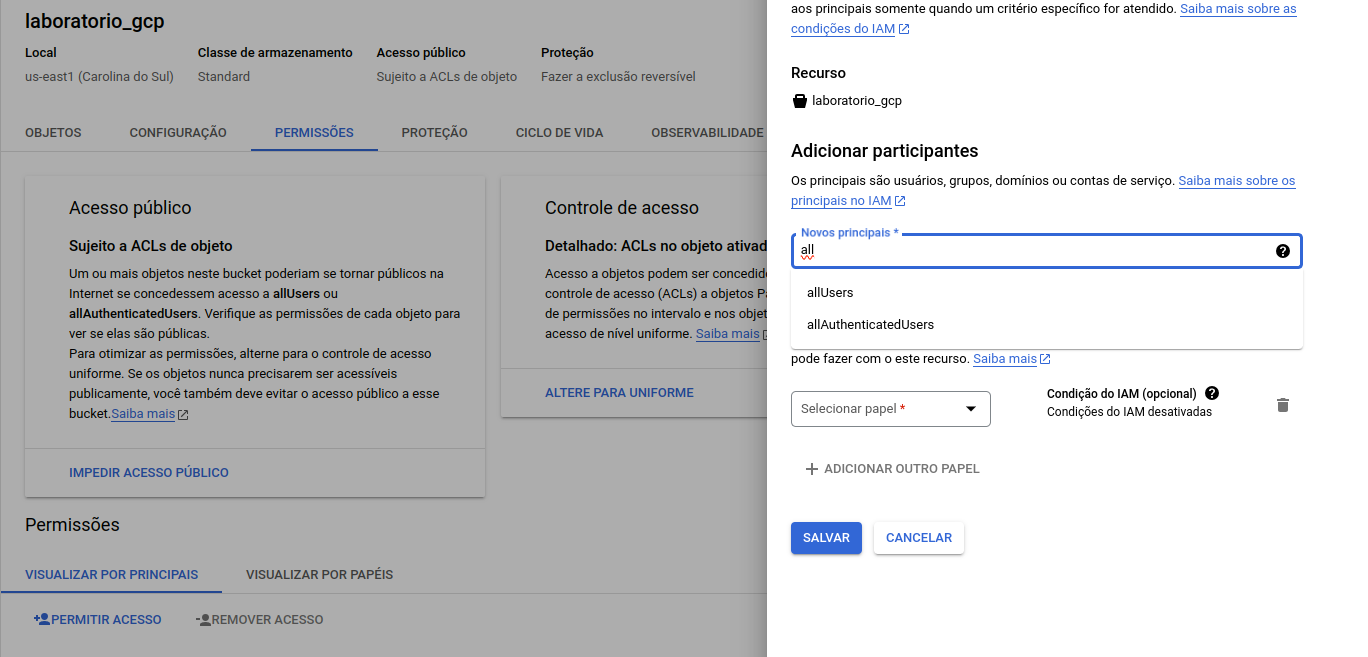 laboratorio_gcp
Local
Classe de armazenamento
Acesso público
Proteção
us-east1 (Carolina do Sul)
Standard
Sujeito a ACLs de objeto
Fazer a exclusão reversível
OBJETOS
CONFIGURAÇÃO
PERMISSÕES
PROTEÇÃO
CICLO DE VIDA
OBSERVABILIDADE
Acesso público
Sujeito a ACLs de objeto
Um ou mais objetos neste bucket poderiam se tornar públicos na
Internet se concedessem acesso a allUsers ou
allAuthenticatedUsers. Verifique as permissões de cada objeto para
ver se elas são públicas.
Para otimizar as permissões, alterne para o controle de acesso
uniforme. Se os objetos nunca precisarem ser acessíveis
publicamente, você também deve evitar o acesso público a esse
bucket.Saiba mais
IMPEDIR ACESSO PÚBLICO
Controle de acesso
Detalhado: ACLs no objeto ativad
Acesso a objetos podem ser concedid
controle de acesso (ACLs) a objetos P
de permissões no intervalo e nos objet
acesso de nível uniforme. Saiba mais
ALTERE PARA UNIFORME
Permissões
VISUALIZAR POR PRINCIPAIS
VISUALIZAR POR PAPÉIS
PERMITIR ACESSO
REMOVER ACESSO
aos principais somente quando um critério específico for atendido. Saiba mais sobre as
condições do IAM
Recurso
laboratorio_gcp
Adicionar participantes
Os principais são usuários, grupos, domínios ou contas de serviço. Saiba mais sobre os
principais no IAM
Novos principais *
all
allUsers
allAuthenticatedUsers
pode fazer com o este recurso. Saiba mais
Selecionar papel *
Condição do IAM (opcional)
Condições do IAM desativadas
ADICIONAR OUTRO PAPEL
SALVAR
CANCELAR